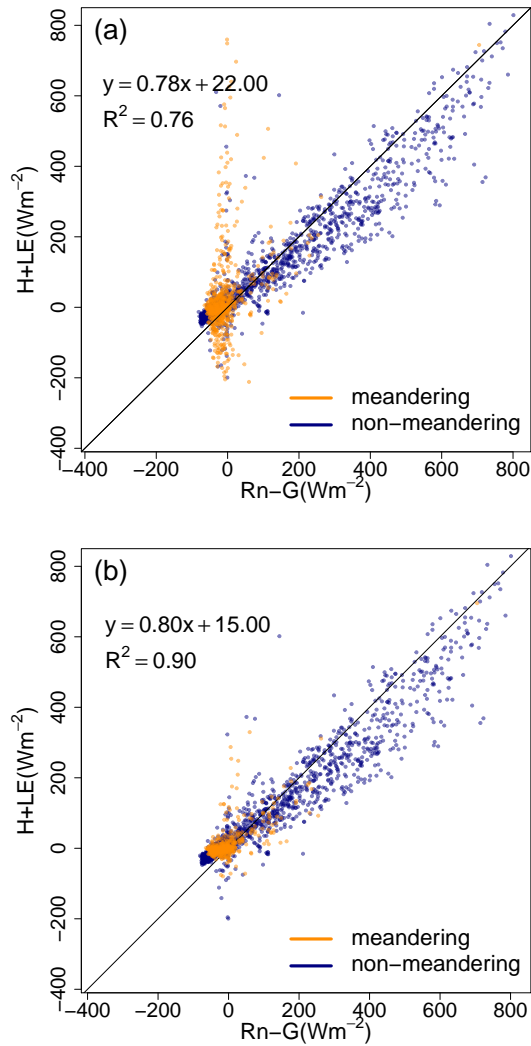 (a)
y = 0.78x + 22.00
R² = 0.76
800
600
400
200
0
−200
−400
H+LE(Wm⁻²)
meandering
non−meandering
−400 −200 0 200 400 600 800
Rn−G(Wm⁻²)
(b)
y = 0.80x + 15.00
R² = 0.90
800
600
400
200
0
−200
−400
H+LE(Wm⁻²)
meandering
non−meandering
−400 −200 0 200 400 600 800
Rn−G(Wm⁻²)